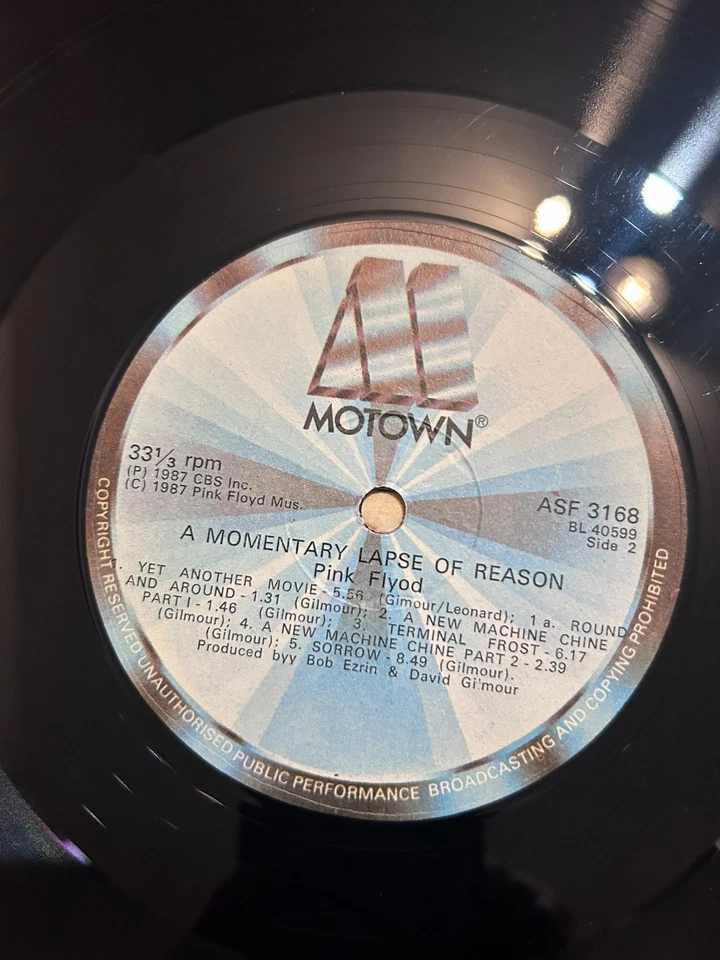 MOTOWN®
33 1/3 rpm
(P) 1987 CBS Inc.
(C) 1987 Pink Floyd Mus.
ASF 3168
BL 40599
Side 2
A MOMENTARY LAPSE OF REASON
Pink Flyod
1. YET ANOTHER MOVIE-5.56 (Gimour/Leonard); 1 a. ROUND
AND AROUND-1.31 (Gilmour); 2. A NEW MACHINE CHINE
PART I-1.46 (Gilmour); 3. TERMINAL FROST-6.17
(Gilmour); 4. A NEW MACHINE CHINE PART 2-2.39
(Gilmour); 5. SORROW-8.49 (Gilmour).
Produced byy Bob Ezrin & David Gi'mour
COPYRIGHT RESERVED UNAUTHORISED PUBLIC PERFORMANCE BROADCASTING AND COPYING PROHIBITED